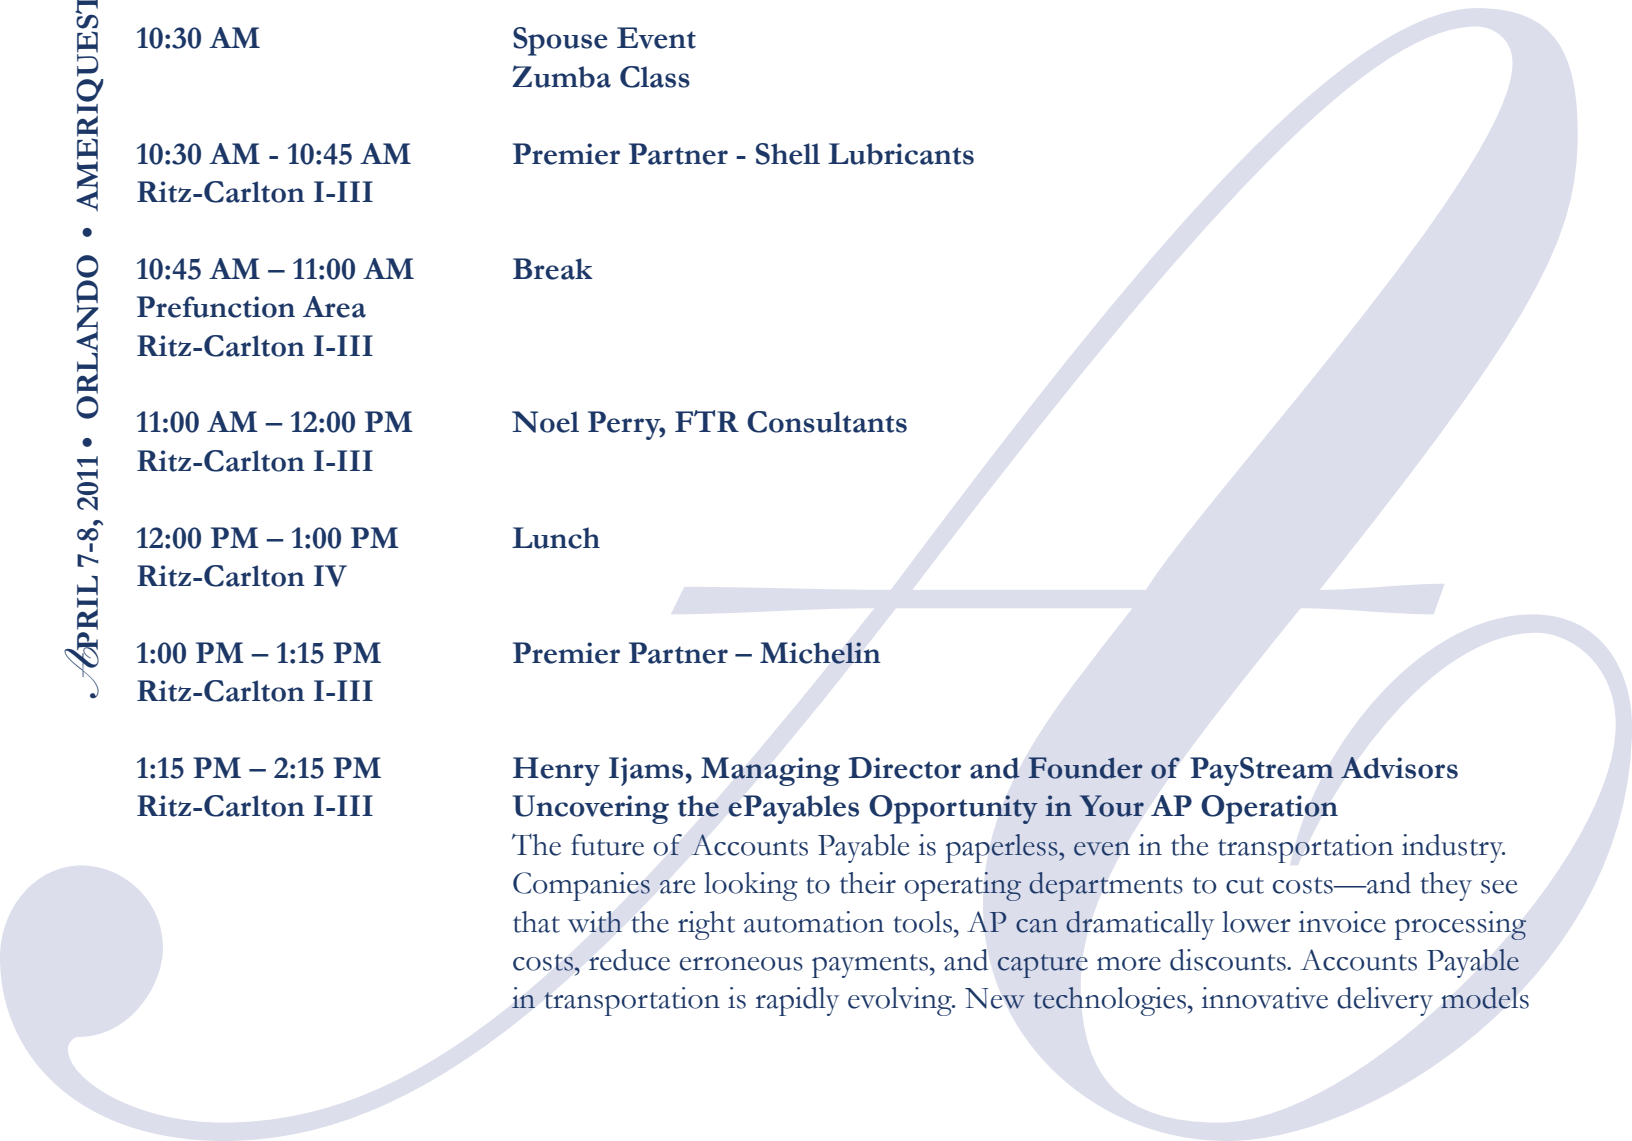 APRIL 7-8, 2011 • ORLANDO • AMERIQUEST
10:30 AM Spouse Event
Zumba Class
10:30 AM - 10:45 AM Premier Partner - Shell Lubricants
Ritz-Carlton I-III
10:45 AM – 11:00 AM Break
Prefunction Area
Ritz-Carlton I-III
11:00 AM – 12:00 PM Noel Perry, FTR Consultants
Ritz-Carlton I-III
12:00 PM – 1:00 PM Lunch
Ritz-Carlton IV
1:00 PM – 1:15 PM Premier Partner – Michelin
Ritz-Carlton I-III
1:15 PM – 2:15 PM Henry Ijams, Managing Director and Founder of PayStream Advisors
Ritz-Carlton I-III Uncovering the ePayables Opportunity in Your AP Operation
The future of Accounts Payable is paperless, even in the transportation industry.
Companies are looking to their operating departments to cut costs—and they see
that with the right automation tools, AP can dramatically lower invoice processing
costs, reduce erroneous payments, and capture more discounts. Accounts Payable
in transportation is rapidly evolving. New technologies, innovative delivery models